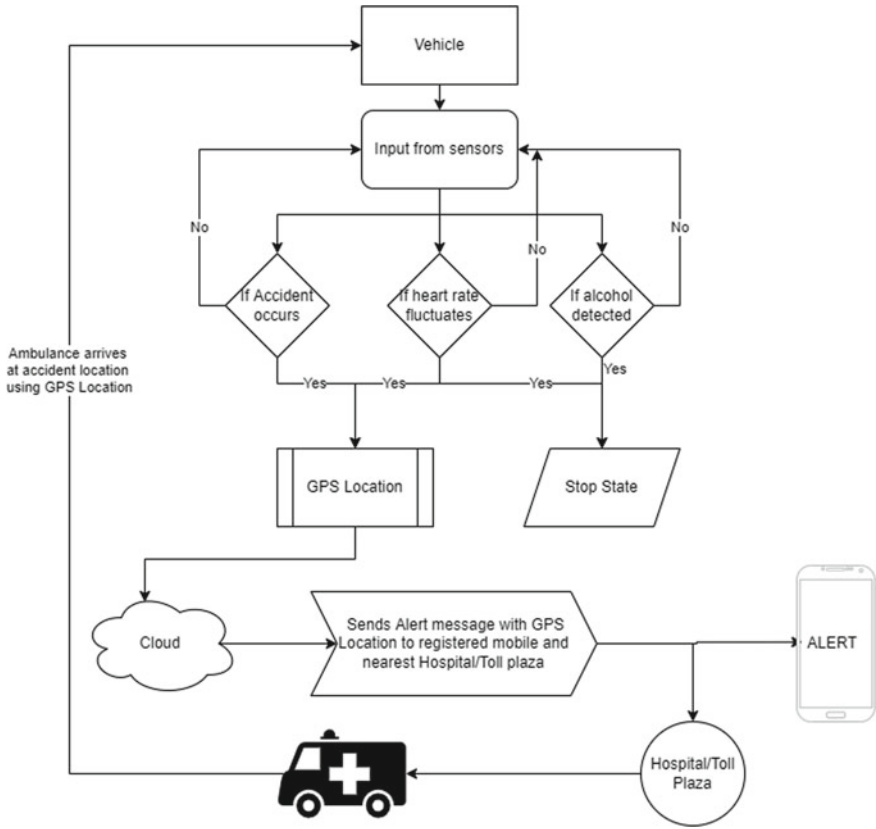 Vehicle
Input from sensors
No
No
No
If Accident
occurs
If heart rate
fluctuates
If alcohol
detected
Ambulance arrives
at accident location
using GPS Location
Yes
Yes
Yes
Yes
GPS Location
Stop State
Cloud
Sends Alert message with GPS
Location to registered mobile and
nearest Hospital/Toll plaza
ALERT
Hospital/Toll
Plaza